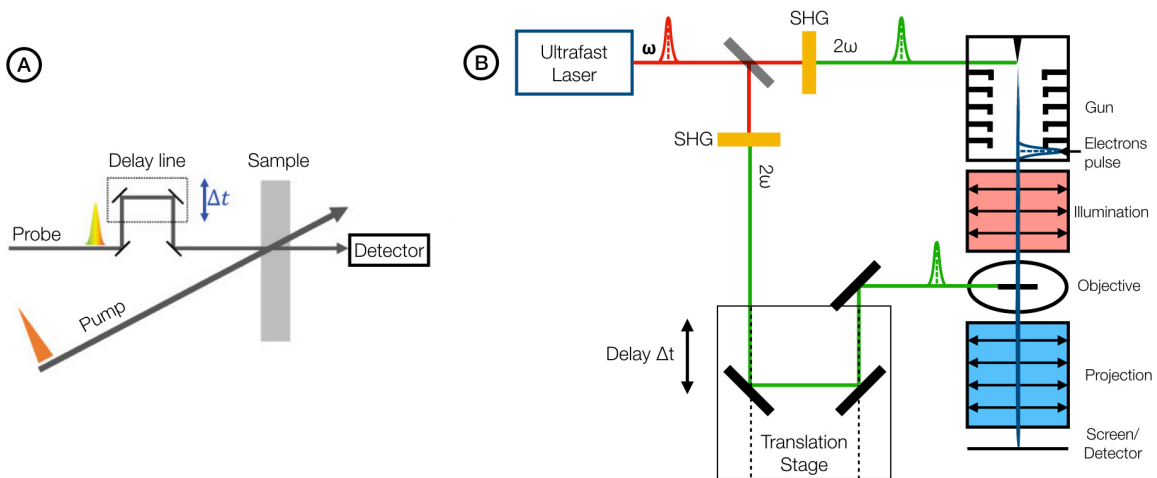 A
Delay line
Sample
Δt
Probe
Detector
Pump
B
Ultrafast
Laser
ω
SHG
2ω
SHG
2ω
Gun
Electrons
pulse
Illumination
Objective
Delay Δt
Projection
Translation
Stage
Screen/
Detector